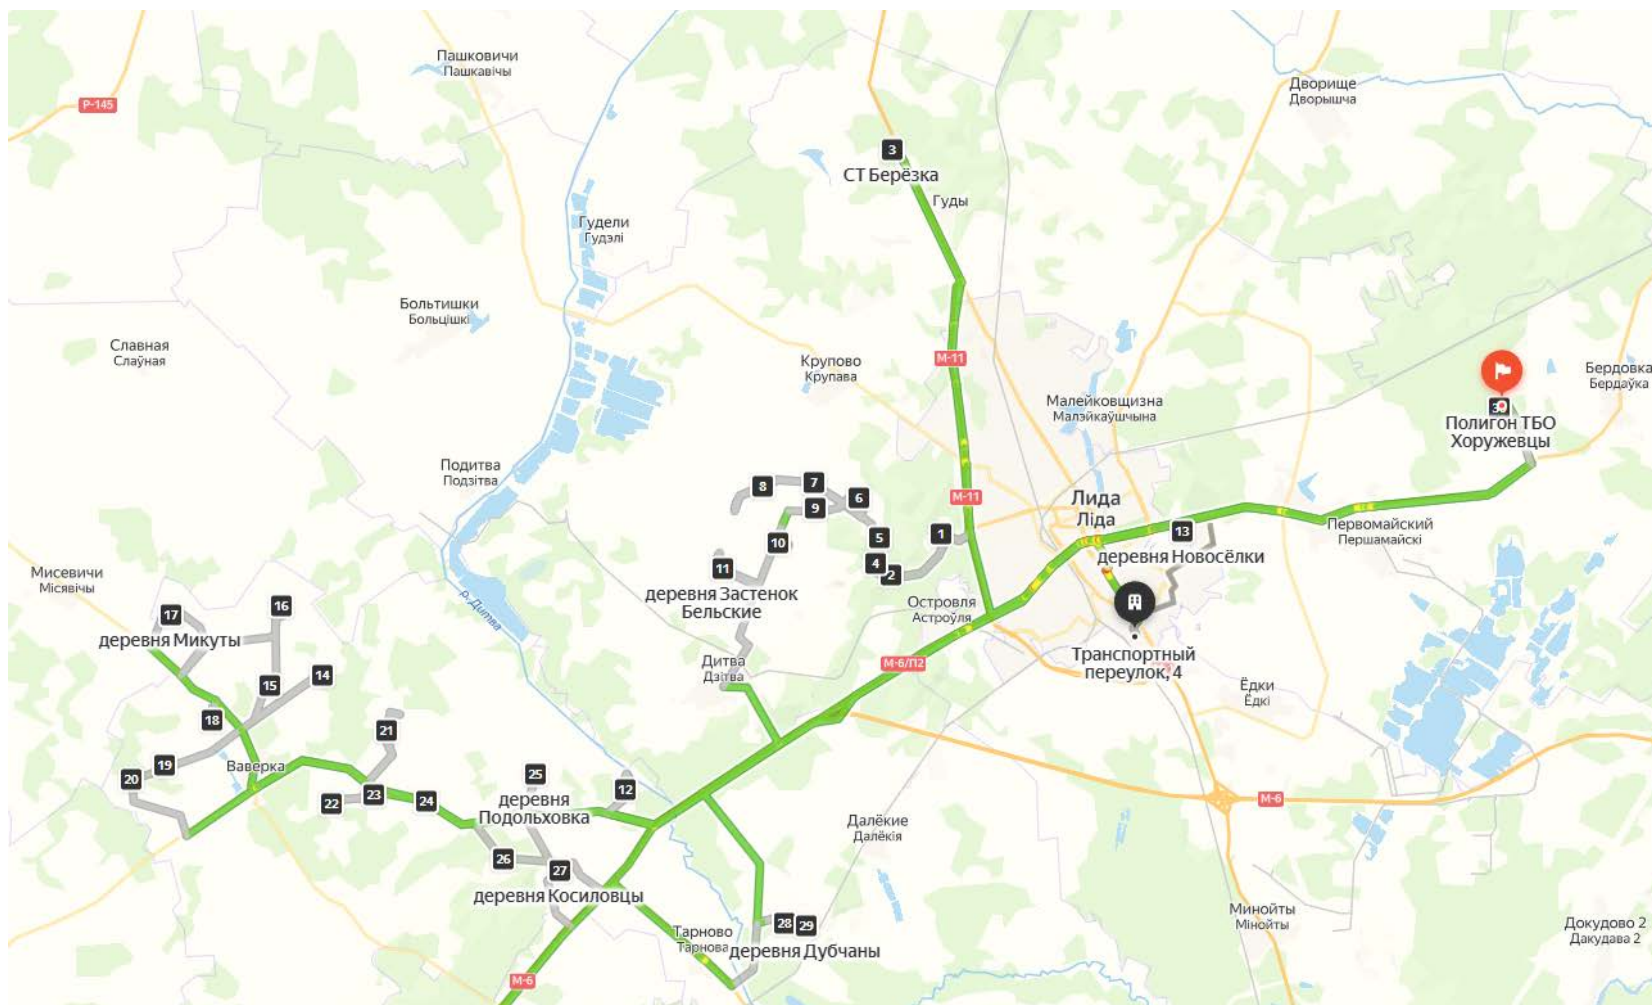 Пашковичи
Пашкавічы
Р-145
Дворище
Дворышча
3
СТ Берёзка
Гуды
Гудели
Гудэлі
Больтишки
Больцішкі
Славная
Слаўная
М-11
Крупово
Крупава
Бердовка
Бердаўка
Малейковщизна
Малэйкаўшчына
Полигон ТБО
Хоружевцы
Подитва
Подзітва
8
7
6
9
М-11
Лида
Ліда
1
5
10
13
Первомайский
Першамайскі
деревня Новосёлки
4
2
11
деревня Застенок
Бельские
Мисевичи
Місявічы
р. Дитва
Островля
Астроўля
17
16
деревня Микуты
Дитва
Дзітва
М-6/П2
Транспортный
переулок, 4
14
15
Ёдки
Ёдкі
18
21
19
20
Ваверка
25
12
22
23
24
деревня
Подольховка
М-6
Далёкие
Далёкія
26
27
деревня Косиловцы
28
29
Тарново
Тарнова
деревня Дубчаны
Минойты
Мінойты
Докудово 2
Дакудава 2
М-6